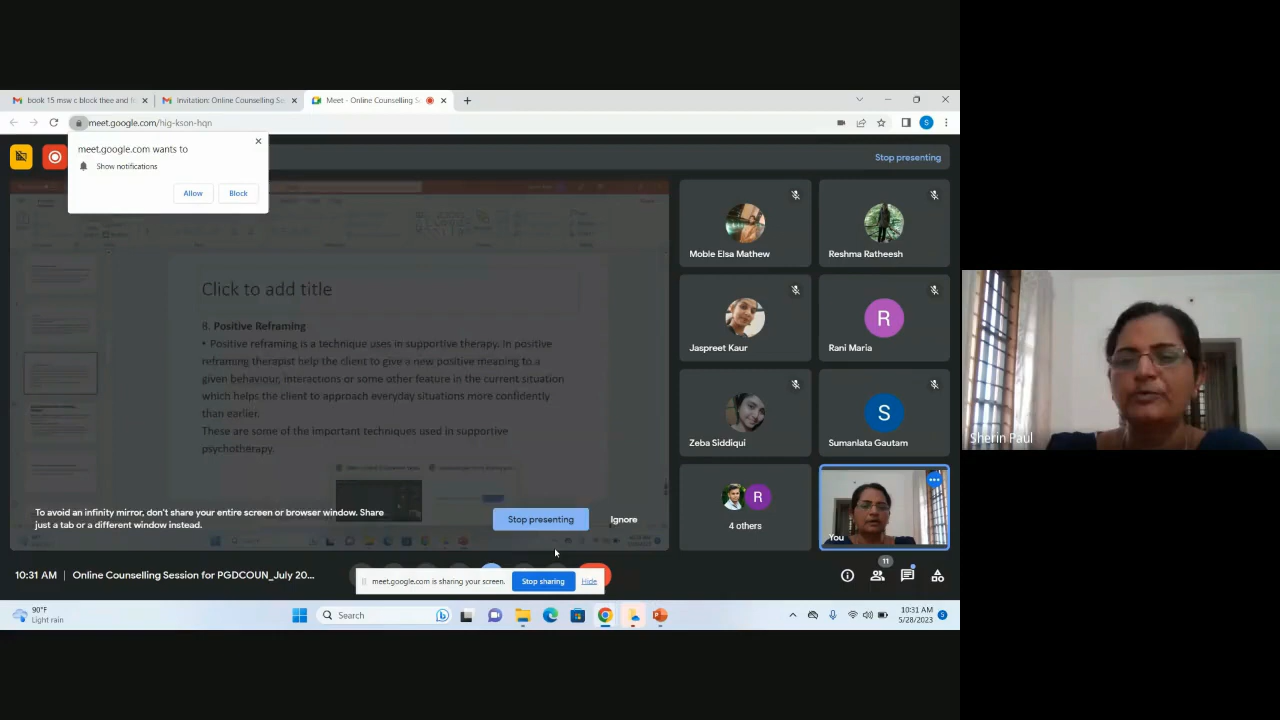 book 15 msw c block thee and f
Invitation: Online Counselling Se
Meet - Online Counselling S
meet.google.com/hig-kson-hqn
meet.google.com wants to
Show notifications
Allow
Block
Stop presenting
Click to add title
8. Positive Reframing
• Positive reframing is a technique uses in supportive therapy. In positive
reframing therapist help the client to give a new positive meaning to a
given behaviour, interactions or some other feature in the current situation
which helps the client to approach everyday situations more confidently
than earlier.
These are some of the important techniques used in supportive
psychotherapy.
To avoid an infinity mirror, don't share your entire screen or browser window. Share
just a tab or a different window instead.
Stop presenting
Ignore
Mobie Elsa Mathew
Reshma Ratheesh
Jaspreet Kaur
R
Rani Maria
Zeba Siddiqui
S
Sumanlata Gautam
R
4 others
You
Sherin Paul
10:31 AM | Online Counselling Session for PGDCOUN_July 20...
meet.google.com is sharing your screen.
Stop sharing
Hide
11
90°F
Light rain
Search
10:31 AM
5/28/2023